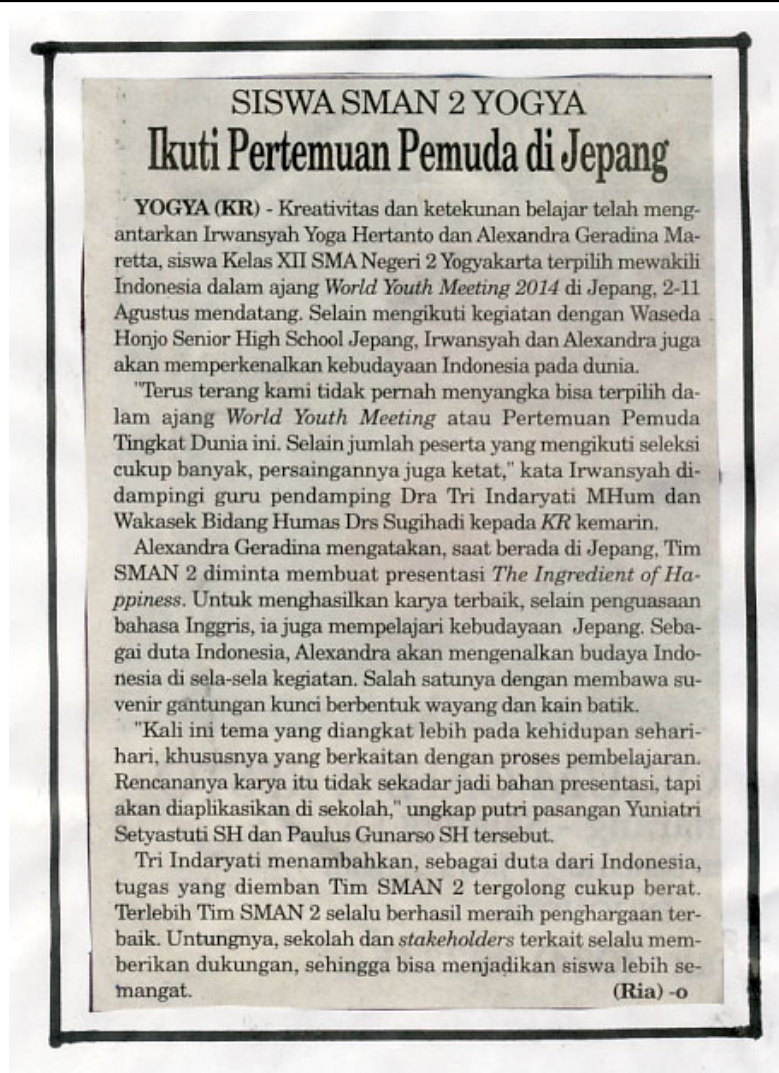 SISWA SMAN 2 YOGYA
Ikuti Pertemuan Pemuda di Jepang
YOGYA (KR) - Kreativitas dan ketekunan belajar telah meng-
antarkan Irwansyah Yoga Hertanto dan Alexandra Geradina Ma-
retta, siswa Kelas XII SMA Negeri 2 Yogyakarta terpilih mewakili
Indonesia dalam ajang World Youth Meeting 2014 di Jepang, 2-11
Agustus mendatang. Selain mengikuti kegiatan dengan Waseda
Honjo Senior High School Jepang, Irwansyah dan Alexandra juga
akan memperkenalkan kebudayaan Indonesia pada dunia.
"Terus terang kami tidak pernah menyangka bisa terpilih da-
lam ajang World Youth Meeting atau Pertemuan Pemuda
Tingkat Dunia ini. Selain jumlah peserta yang mengikuti seleksi
cukup banyak, persaingannya juga ketat," kata Irwansyah di-
dampingi guru pendamping Dra Tri Indaryati MHum dan
Wakasek Bidang Humas Drs Sugihadi kepada KR kemarin.
Alexandra Geradina mengatakan, saat berada di Jepang, Tim
SMAN 2 diminta membuat presentasi The Ingredient of Ha-
ppiness. Untuk menghasilkan karya terbaik, selain penguasaan
bahasa Inggris, ia juga mempelajari kebudayaan Jepang. Seba-
gai duta Indonesia, Alexandra akan mengenalkan budaya Indo-
nesia di sela-sela kegiatan. Salah satunya dengan membawa su-
venir gantungan kunci berbentuk wayang dan kain batik.
"Kali ini tema yang diangkat lebih pada kehidupan sehari-
hari, khususnya yang berkaitan dengan proses pembelajaran.
Rencananya karya itu tidak sekadar jadi bahan presentasi, tapi
akan diaplikasikan di sekolah," ungkap putri pasangan Yuniatri
Setyastuti SH dan Paulus Gunarso SH tersebut.
Tri Indaryati menambahkan, sebagai duta dari Indonesia,
tugas yang diemban Tim SMAN 2 tergolong cukup berat.
Terlebih Tim SMAN 2 selalu berhasil meraih penghargaan ter-
baik. Untungnya, sekolah dan stakeholders terkait selalu mem-
berikan dukungan, sehingga bisa menjadikan siswa lebih se-
mangat. (Ria) -o